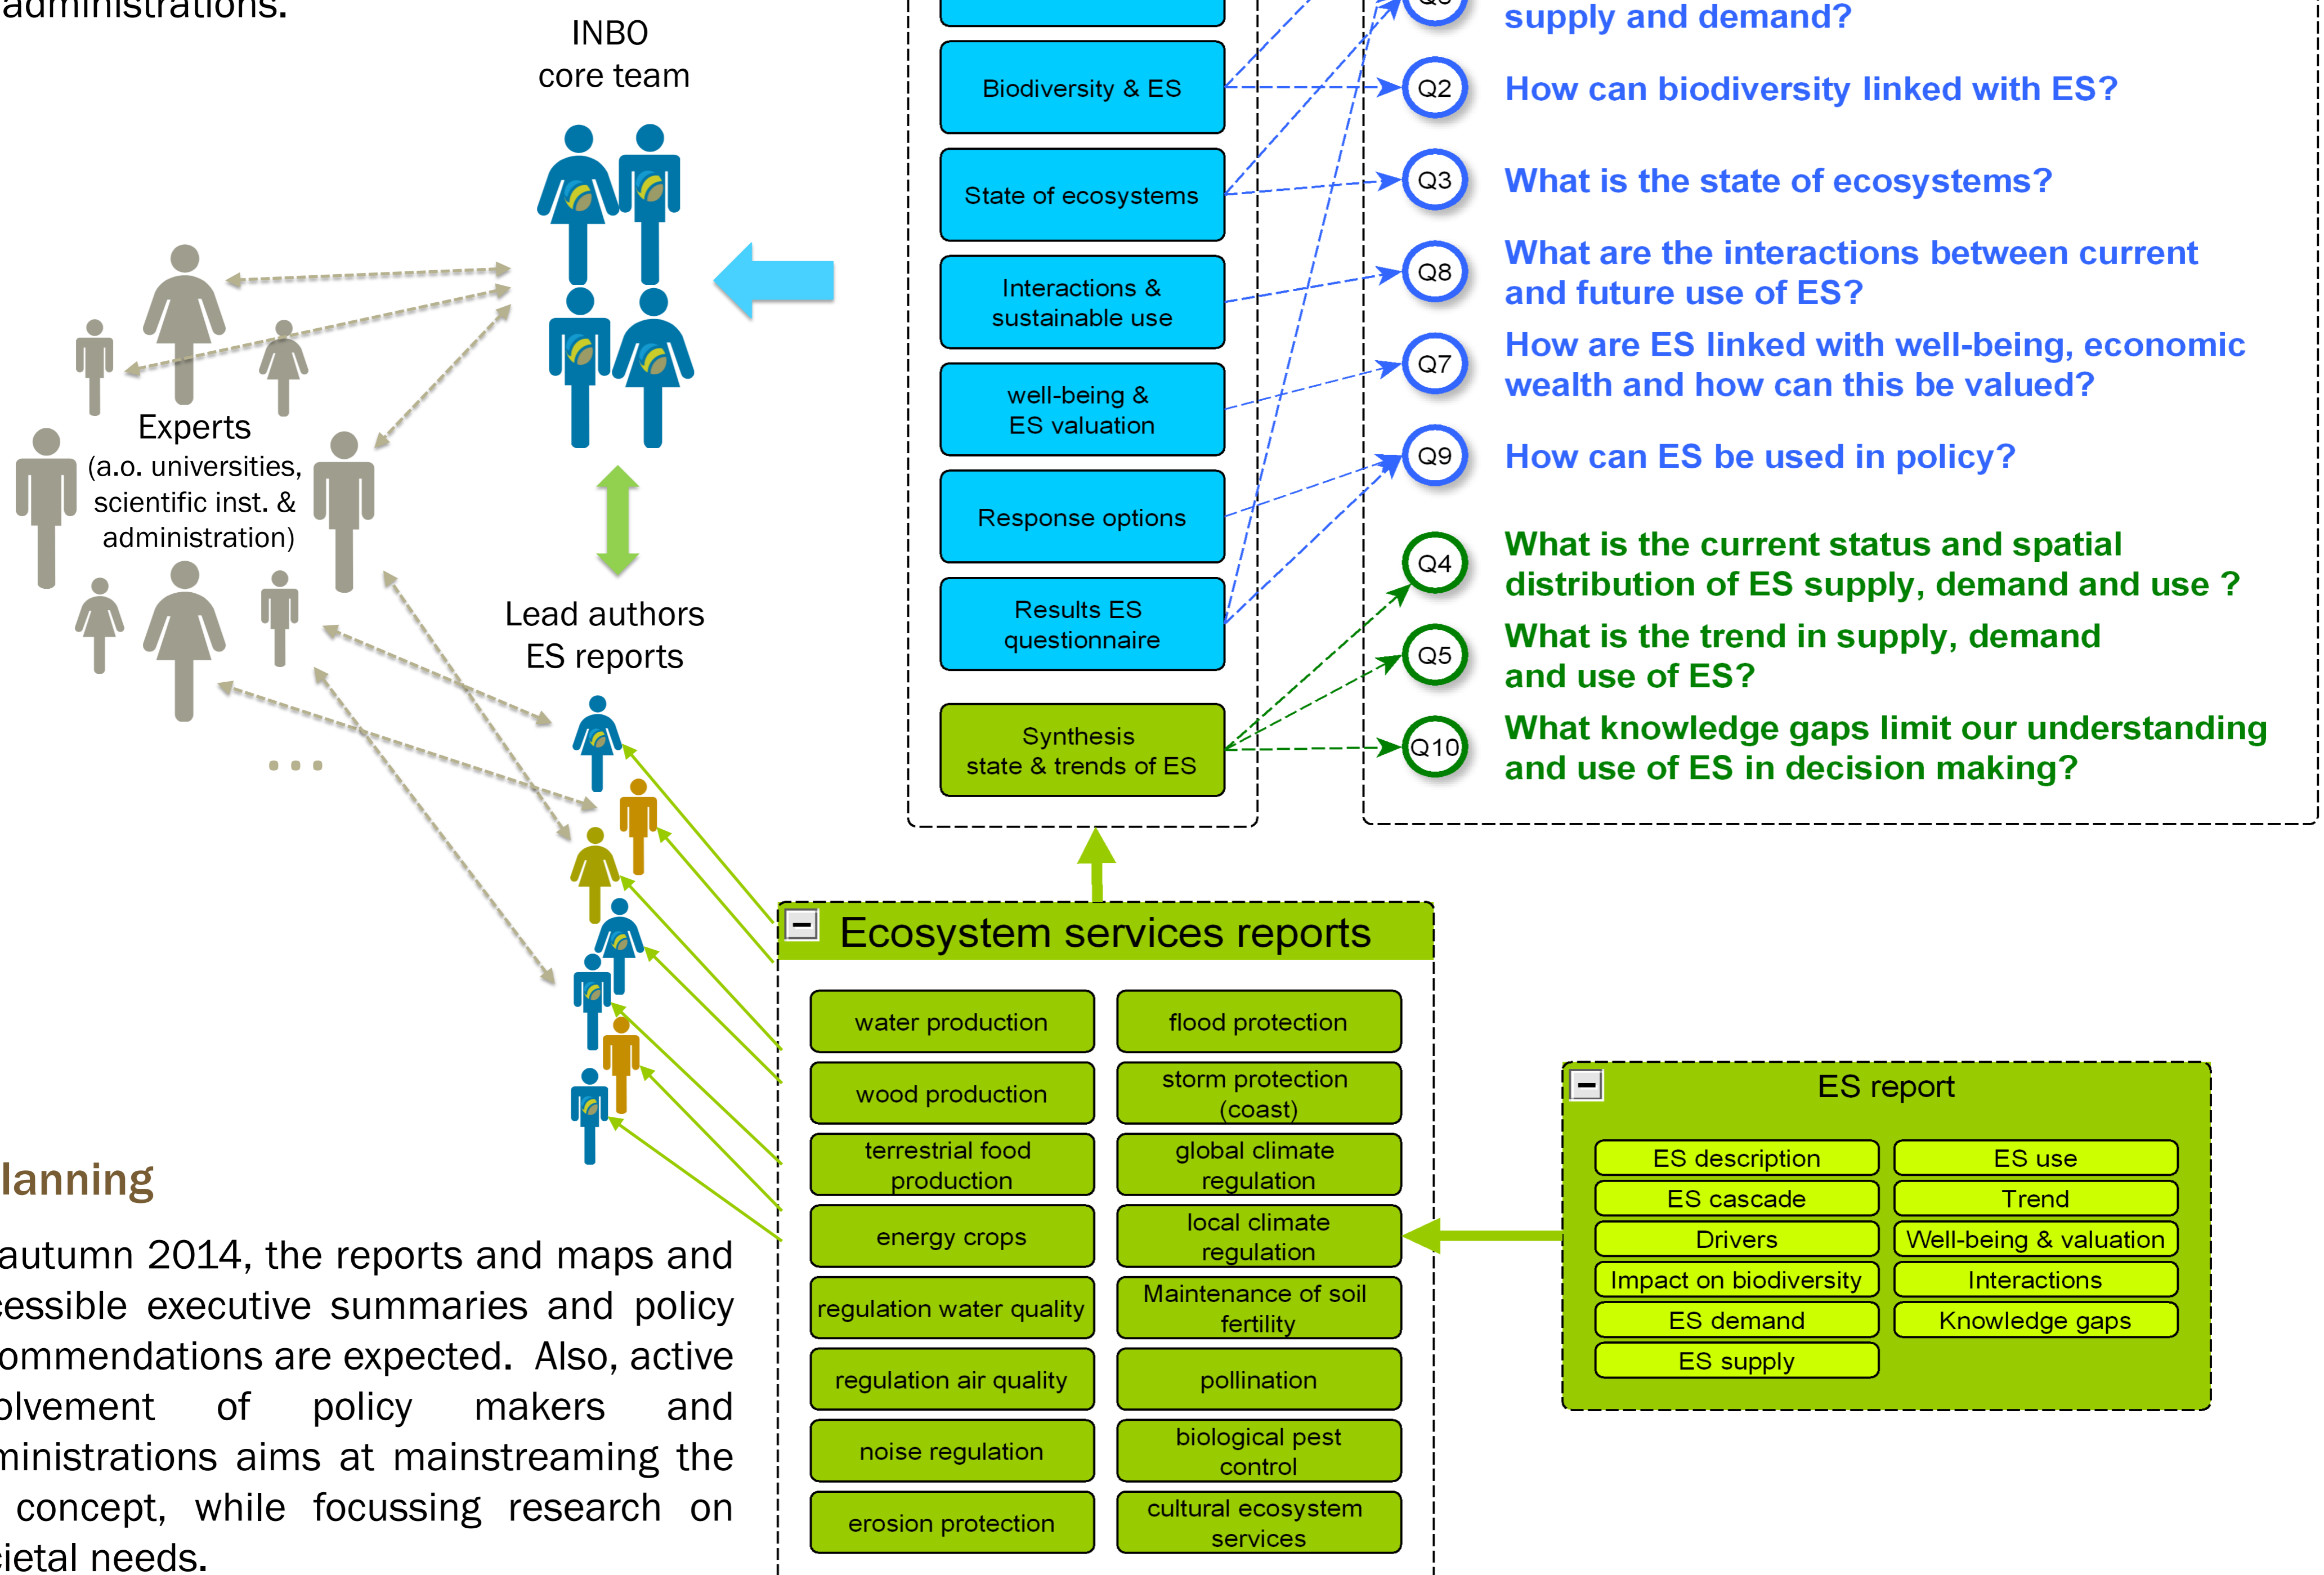 administrations.
INBO
core team
Experts
(a.o. universities,
scientific inst. &
administration)
Lead authors
ES reports
...
Biodiversity & ES
State of ecosystems
Interactions &
sustainable use
well-being &
ES valuation
Response options
Results ES
questionnaire
Synthesis
state & trends of ES
supply and demand?
Q2
How can biodiversity linked with ES?
Q3
What is the state of ecosystems?
Q8
What are the interactions between current
and future use of ES?
Q7
How are ES linked with well-being, economic
wealth and how can this be valued?
Q9
How can ES be used in policy?
Q4
What is the current status and spatial
distribution of ES supply, demand and use ?
Q5
What is the trend in supply, demand
and use of ES?
Q10
What knowledge gaps limit our understanding
and use of ES in decision making?
Ecosystem services reports
water production
flood protection
wood production
storm protection
(coast)
terrestrial food
production
global climate
regulation
energy crops
local climate
regulation
regulation water quality
Maintenance of soil
fertility
regulation air quality
pollination
noise regulation
biological pest
control
erosion protection
cultural ecosystem
services
ES report
ES description
ES use
ES cascade
Trend
Drivers
Well-being & valuation
Impact on biodiversity
Interactions
ES demand
Knowledge gaps
ES supply
lanning
autumn 2014, the reports and maps and
cessible executive summaries and policy
ommendations are expected. Also, active
olvement of policy makers and
ministrations aims at mainstreaming the
concept, while focussing research on
cietal needs.